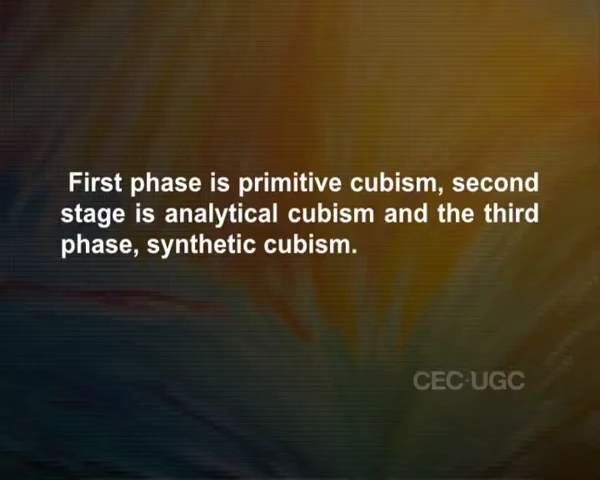 First phase is primitive cubism, second
stage is analytical cubism and the third
phase, synthetic cubism.
CEC-UGC